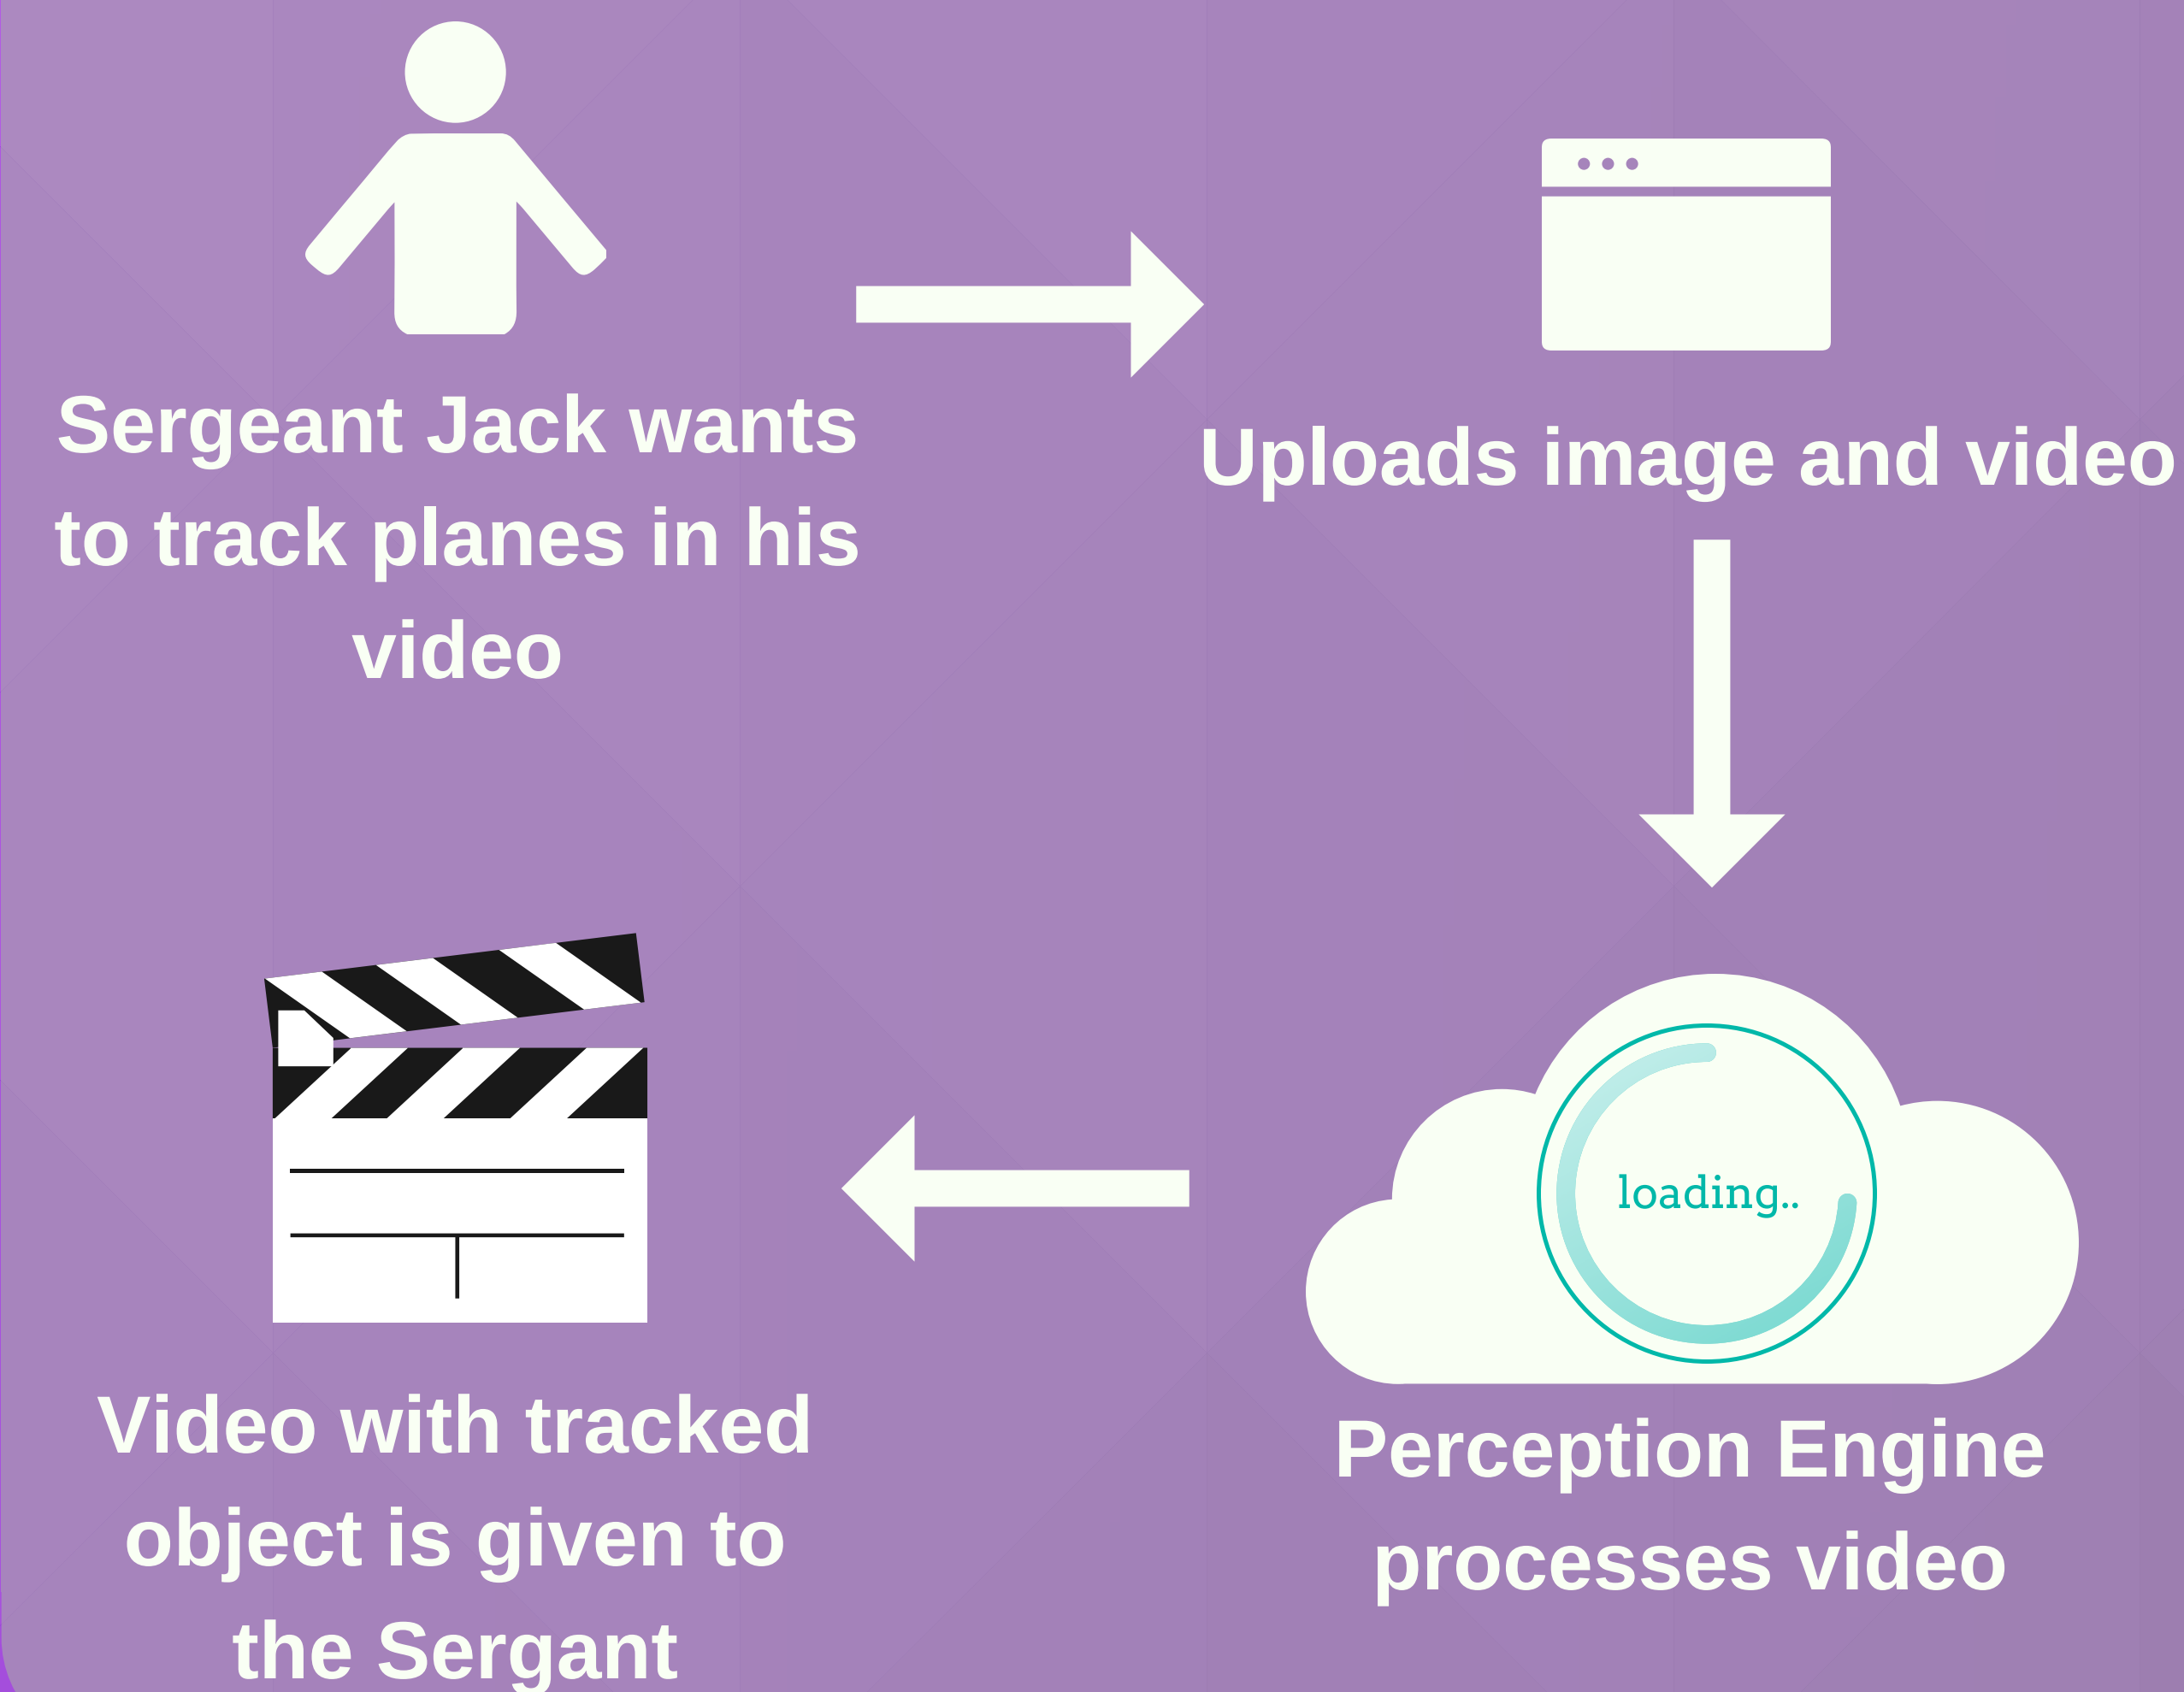 Sergeant Jack wants
to track planes in his
video
Uploads image and video
loading..
Perception Engine
processes video
Video with tracked
object is given to
the Sergant